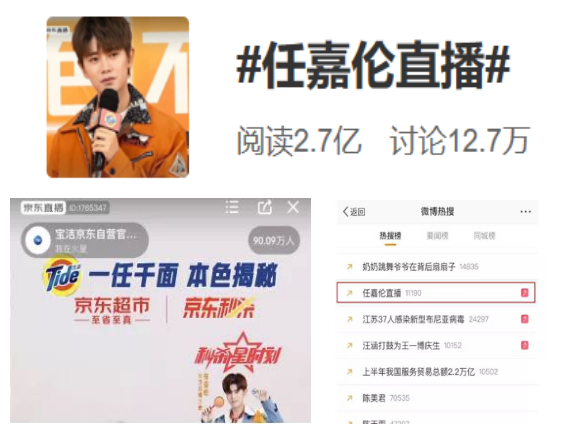 #任嘉伦直播#
阅读2.7亿 讨论12.7万
京东直播 ID:1765347
宝洁京东自营官...
我在火星
90.09万人
Tide 一任千面 本色揭秘
京东超市 京东秒杀
至省至真
秒杀星时刻
返回 微博热搜
热搜榜 要闻榜 同城榜
奶奶跳舞爷爷在背后扇扇子 14835
任嘉伦直播 11190
江苏37人感染新型布尼亚病毒 24297
汪涵打鼓为王一博庆生 10152
上半年我国服务贸易总额2.2万亿 10502
陈美君 70535